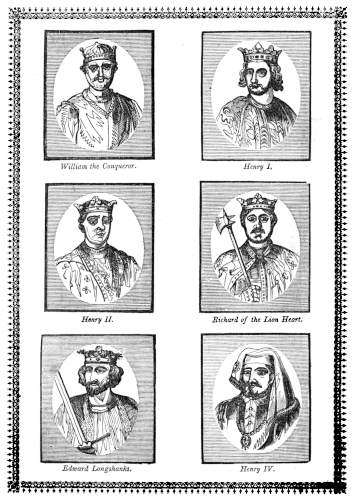 William the Conqueror.
Henry I.
Henry II.
Richard of the Lion Heart.
Edward Longshanks.
Henry IV.